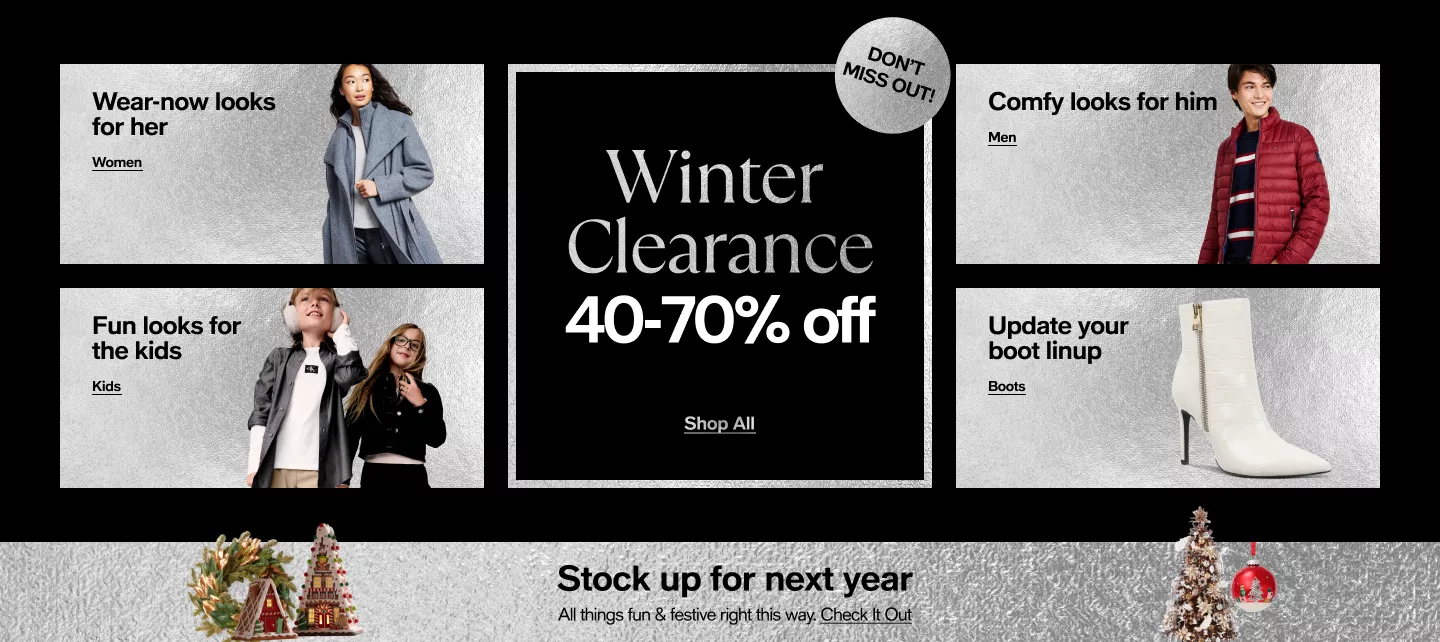 Wear-now looks
for her
Women
Fun looks for
the kids
Kids
DON'T
MISS OUT!
Winter
Clearance
40-70% off
Shop All
Comfy looks for him
Men
Update your
boot linup
Boots
Stock up for next year
All things fun & festive right this way. Check It Out